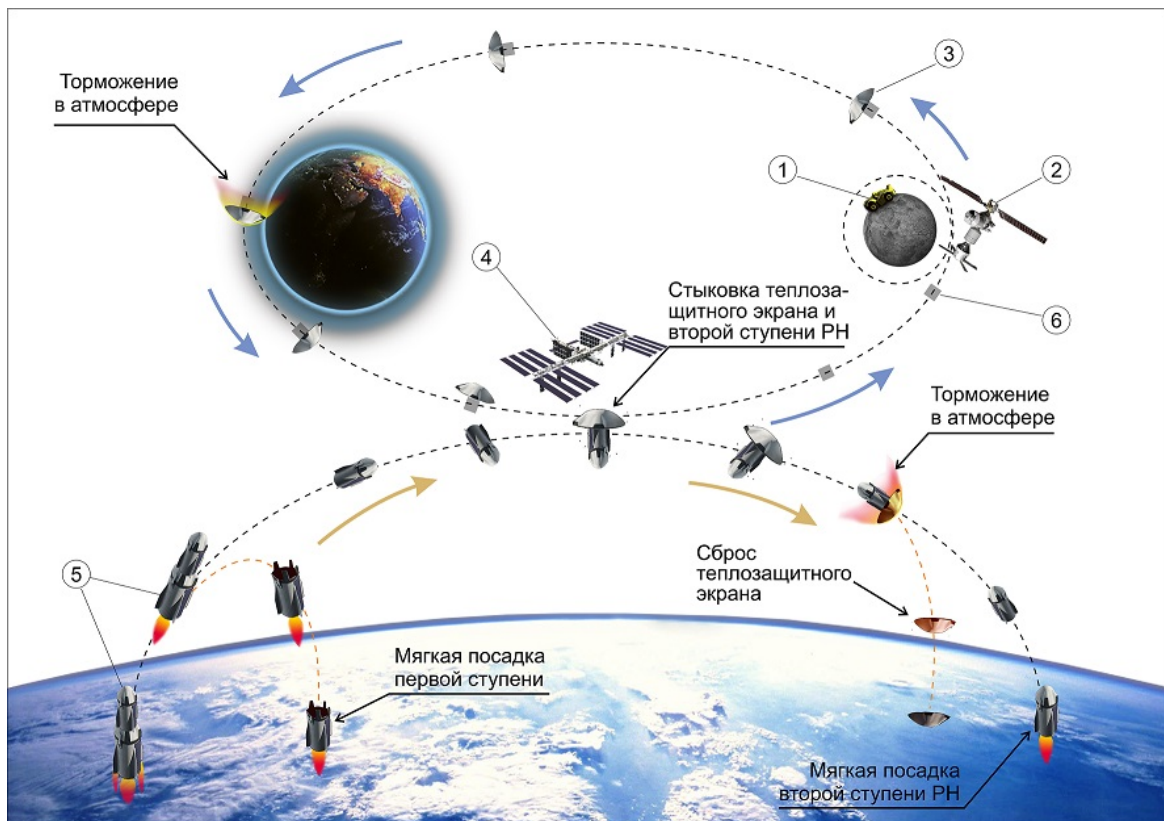 3
Торможение
в атмосфере
1
2
4
Стыковка теплоза-
щитного экрана и
второй ступени РН
6
Торможение
в атмосфере
5
Сброс
теплозащитного
экрана
Мягкая посадка
первой ступени
Мягкая посадка
второй ступени РН